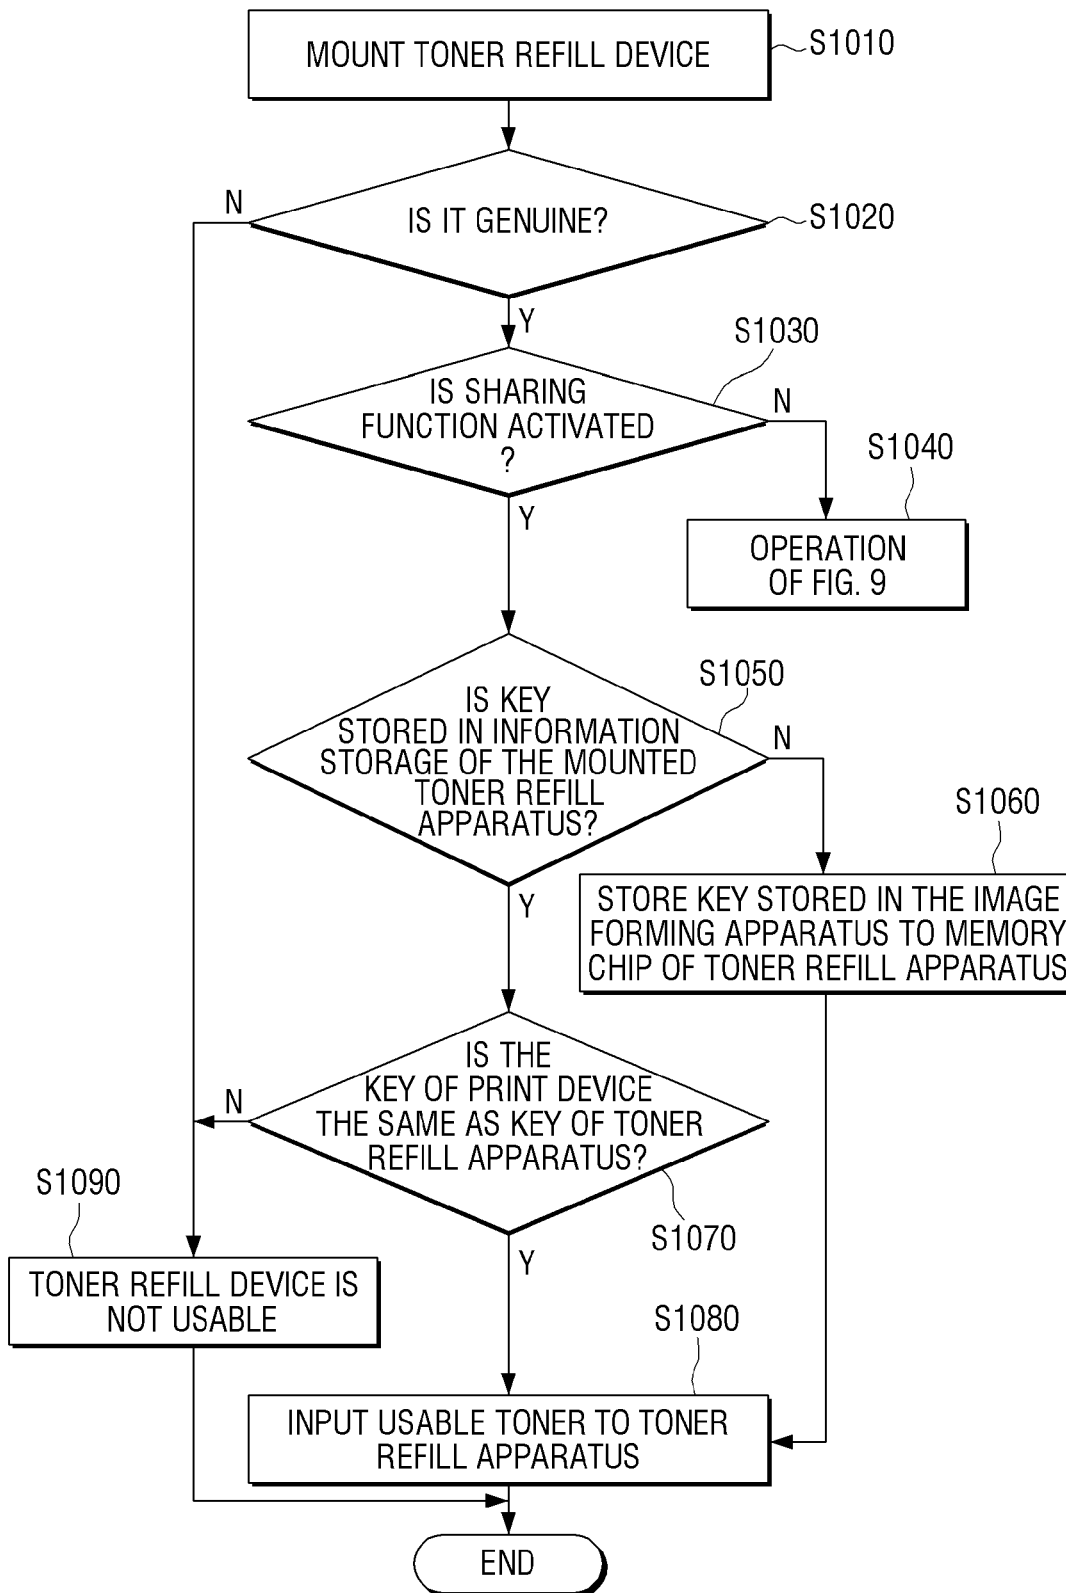 MOUNT TONER REFILL DEVICE
S1010
N
IS IT GENUINE?
S1020
Y
S1030
IS SHARING
FUNCTION ACTIVATED
?
N
S1040
Y
OPERATION
OF FIG. 9
S1050
IS KEY
STORED IN INFORMATION
STORAGE OF THE MOUNTED
TONER REFILL
APPARATUS?
N
S1060
Y
STORE KEY STORED IN THE IMAGE
FORMING APPARATUS TO MEMORY
CHIP OF TONER REFILL APPARATUS
IS THE
KEY OF PRINT DEVICE
THE SAME AS KEY OF TONER
REFILL APPARATUS?
N
S1090
S1070
Y
TONER REFILL DEVICE IS
NOT USABLE
S1080
INPUT USABLE TONER TO TONER
REFILL APPARATUS
END